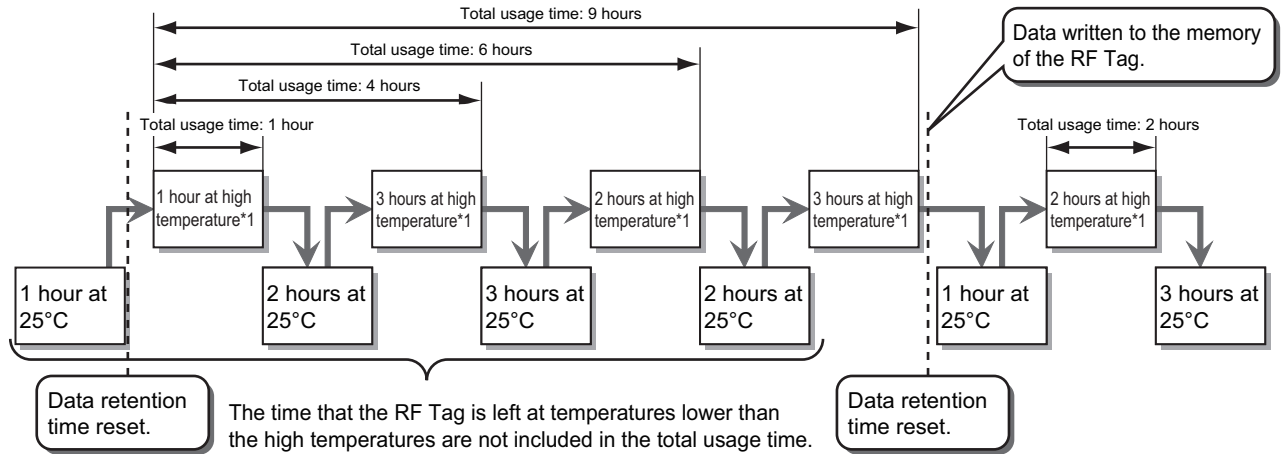 Total usage time: 9 hours
Data written to the memory
of the RF Tag.
Total usage time: 6 hours
Total usage time: 4 hours
Total usage time: 1 hour
Total usage time: 2 hours
1 hour at high
temperature*1
3 hours at high
temperature*1
2 hours at high
temperature*1
3 hours at high
temperature*1
2 hours at high
temperature*1
1 hour at
25°C
2 hours at
25°C
3 hours at
25°C
2 hours at
25°C
1 hour at
25°C
3 hours at
25°C
Data retention
time reset.
The time that the RF Tag is left at temperatures lower than
the high temperatures are not included in the total usage time.
Data retention
time reset.